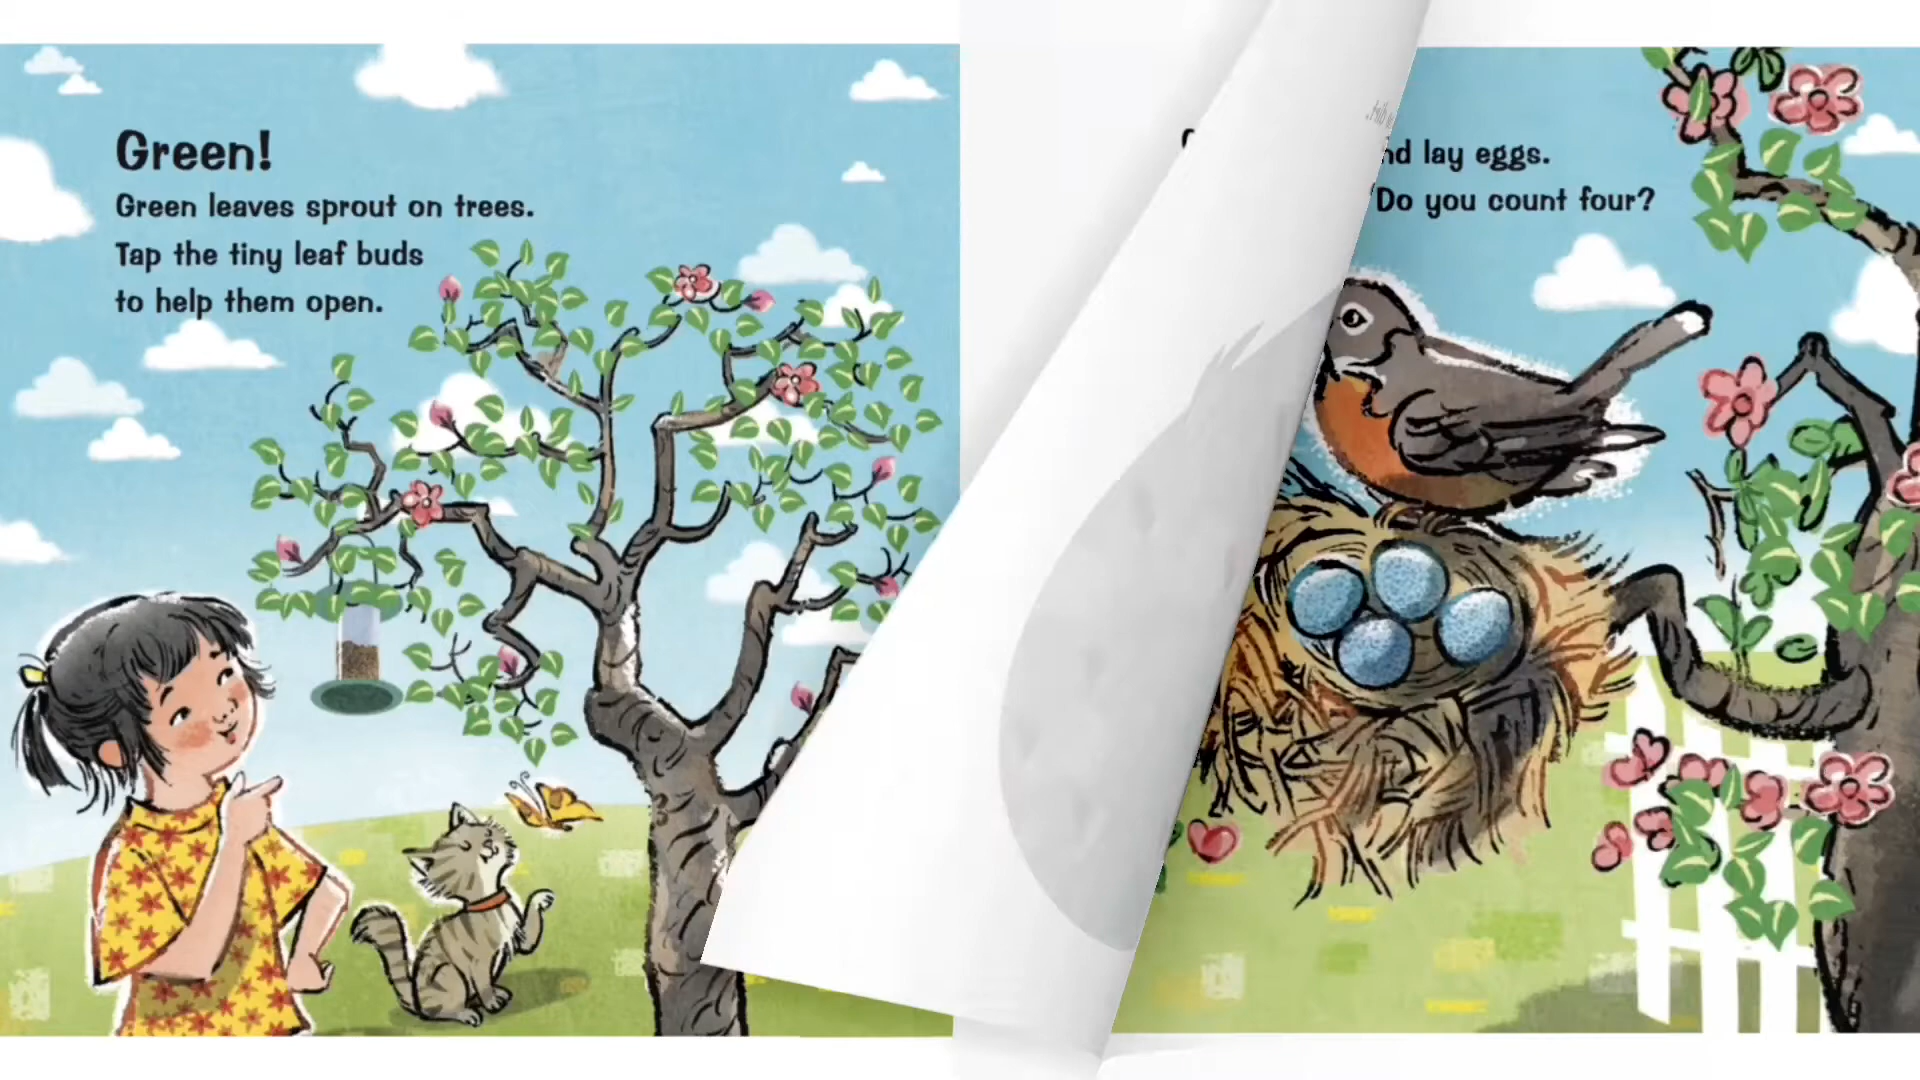 Green!
Green leaves sprout on trees.
Tap the tiny leaf buds
to help them open.
lay eggs.
Do you count four?